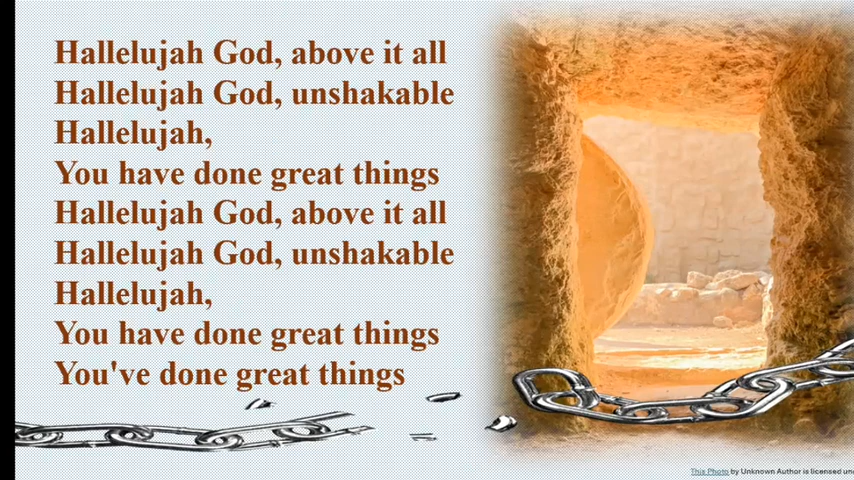 Hallelujah God, above it all
Hallelujah God, unshakable
Hallelujah,
You have done great things
Hallelujah God, above it all
Hallelujah God, unshakable
Hallelujah,
You have done great things
You've done great things
This Photo by Unknown Author is licensed un